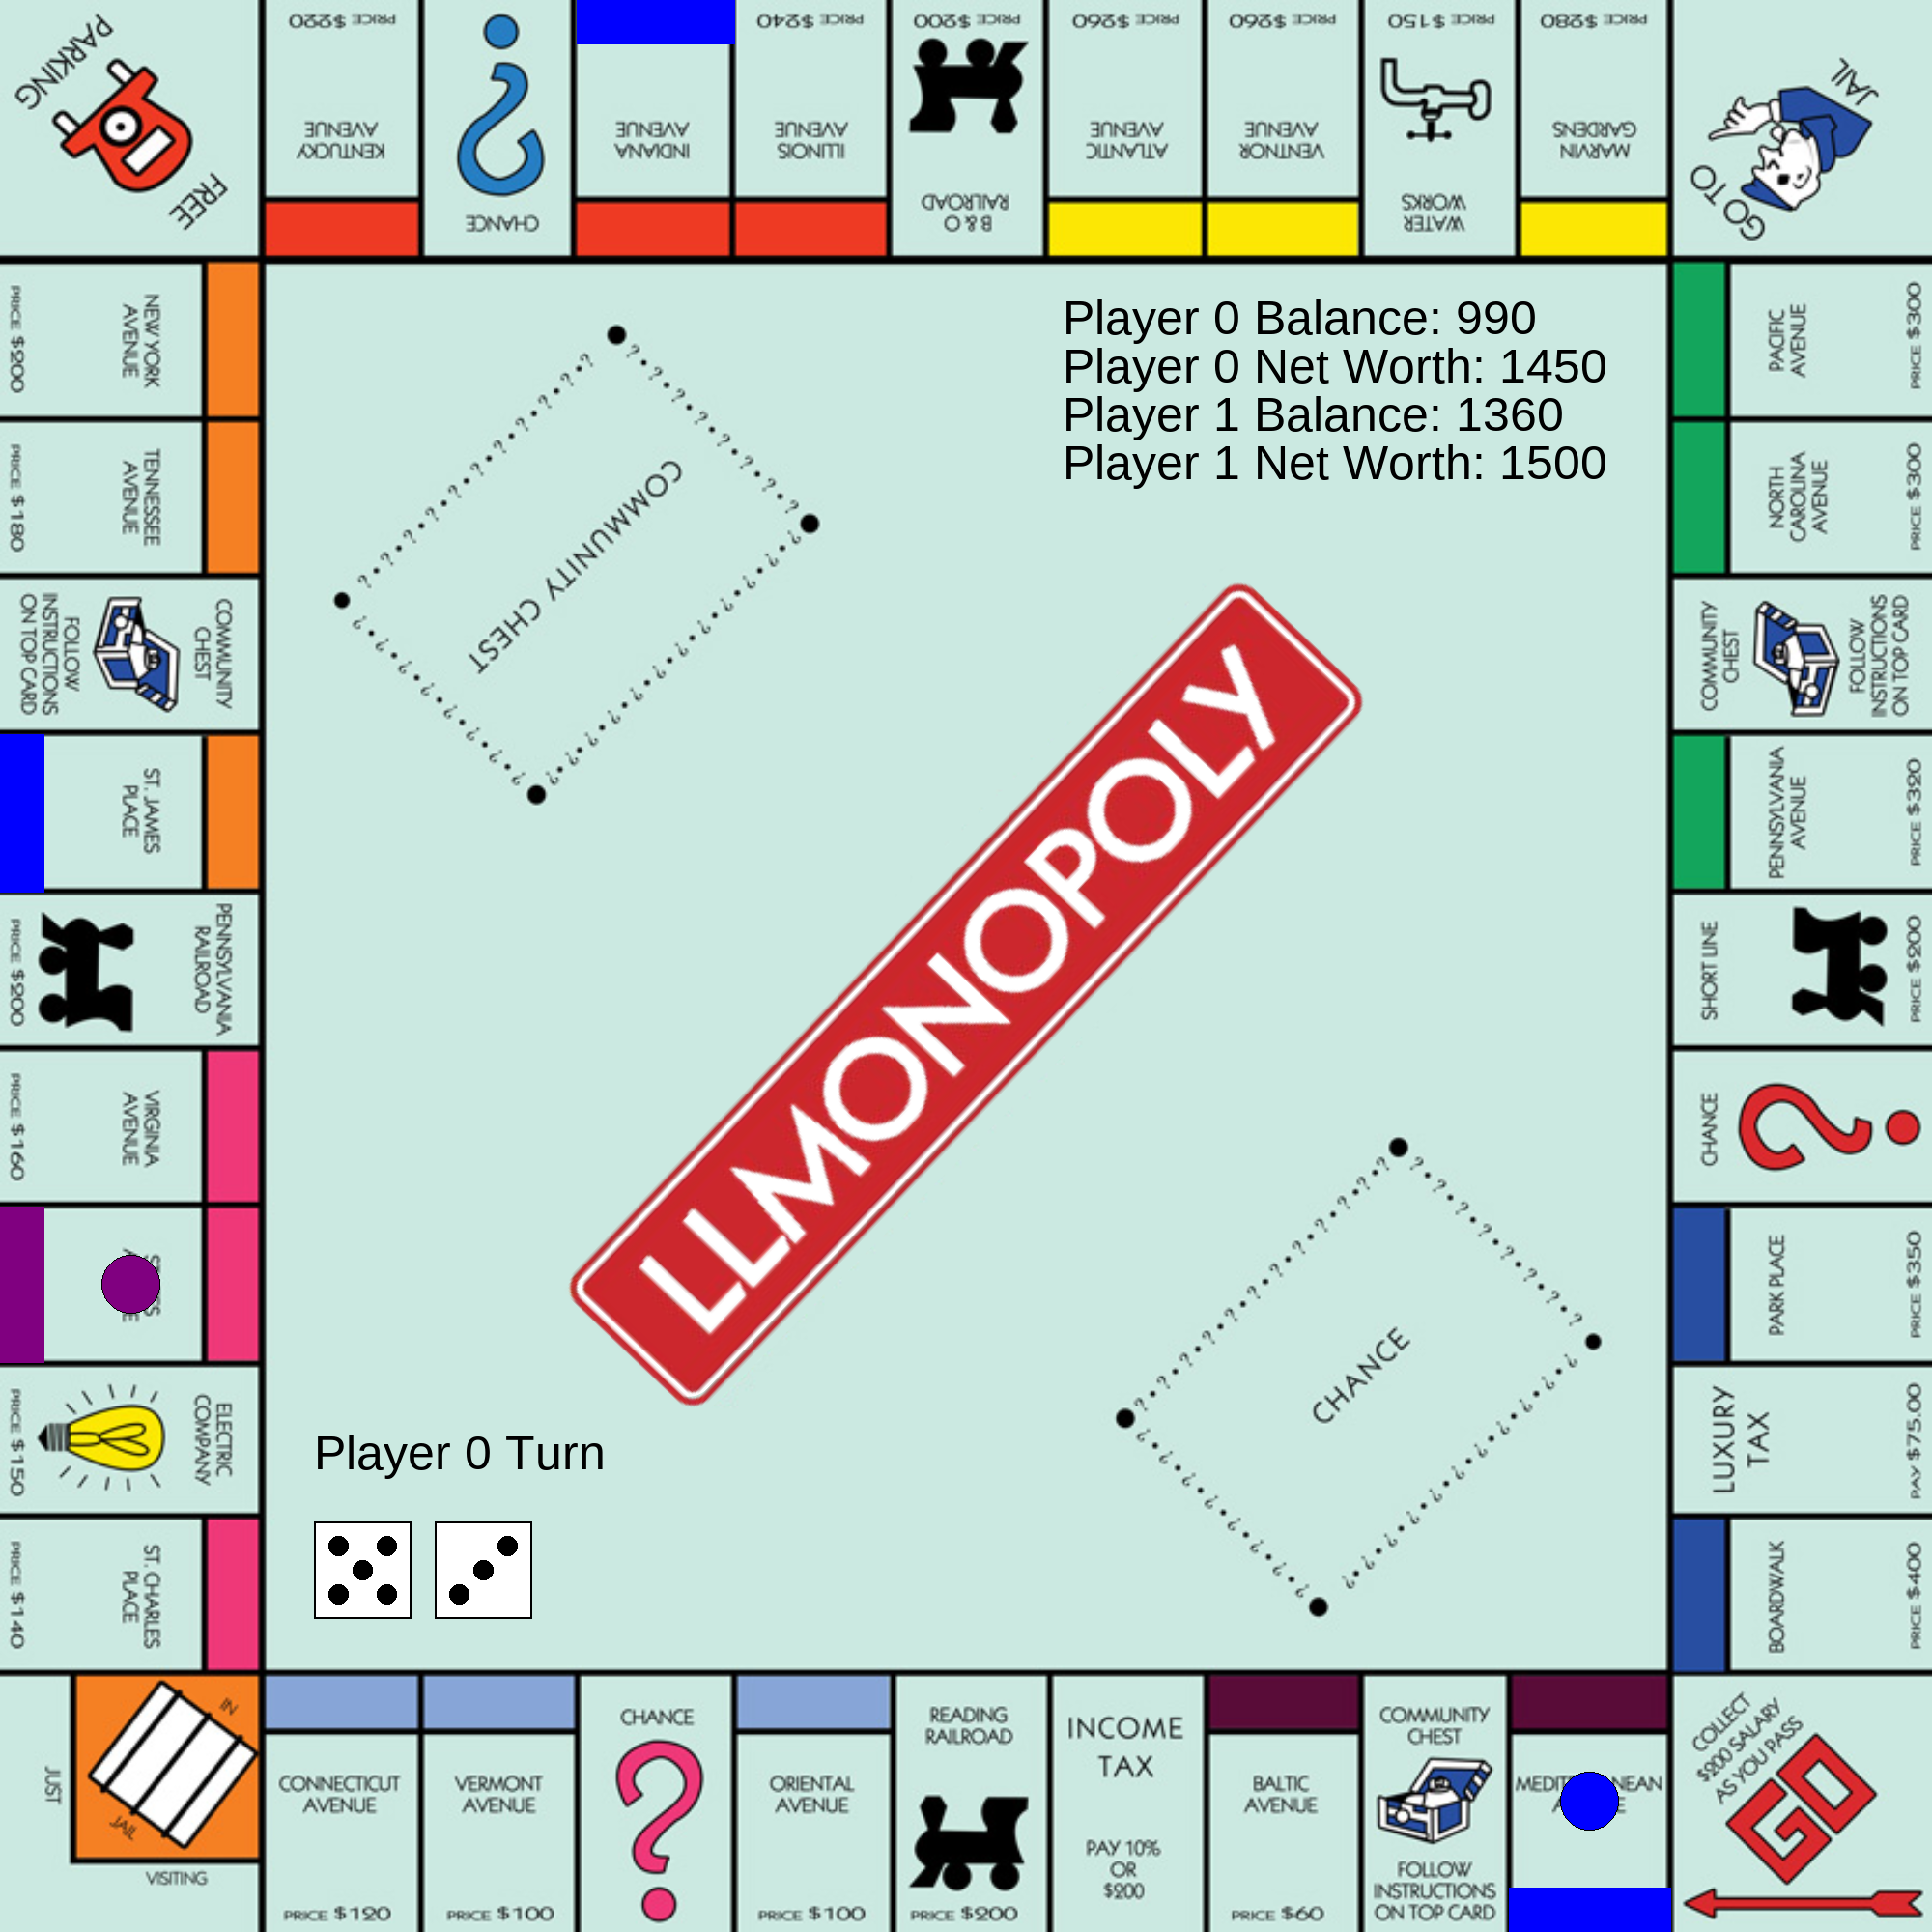 FREE
PARKING
PRICE $220
KENTUCKY
AVENUE
CHANCE
INDIANA
AVENUE
PRICE $240
ILLINOIS
AVENUE
PRICE $200
B & O
RAILROAD
PRICE $260
ATLANTIC
AVENUE
PRICE $260
VENTNOR
AVENUE
PRICE $150
WATER
WORKS
PRICE $280
MARVIN
GARDENS
GO TO
JAIL
NEW YORK
AVENUE
PRICE $200
TENNESSEE
AVENUE
PRICE $180
COMMUNITY
CHEST
FOLLOW
INSTRUCTIONS
ON TOP CARD
ST. JAMES
PLACE
PENNSYLVANIA
RAILROAD
PRICE $200
VIRGINIA
AVENUE
PRICE $160
ELECTRIC
COMPANY
PRICE $150
ST. CHARLES
PLACE
PRICE $140
Player 0 Balance: 990
Player 0 Net Worth: 1450
Player 1 Balance: 1360
Player 1 Net Worth: 1500
COMMUNITY CHEST
LLMONOPOLY
CHANCE
Player 0 Turn
PACIFIC
AVENUE
PRICE $300
NORTH
CAROLINA
AVENUE
PRICE $300
COMMUNITY
CHEST
FOLLOW
INSTRUCTIONS
ON TOP CARD
PENNSYLVANIA
AVENUE
PRICE $320
SHORT LINE
PRICE $200
CHANCE
PARK PLACE
PRICE $350
LUXURY
TAX
PAY $75.00
BOARDWALK
PRICE $400
IN
JAIL
JUST
VISITING
CONNECTICUT
AVENUE
PRICE $120
VERMONT
AVENUE
PRICE $100
CHANCE
ORIENTAL
AVENUE
PRICE $100
READING
RAILROAD
PRICE $200
INCOME
TAX
PAY 10%
OR
$200
BALTIC
AVENUE
PRICE $60
COMMUNITY
CHEST
FOLLOW
INSTRUCTIONS
ON TOP CARD
COLLECT
$200 SALARY
AS YOU PASS
GO